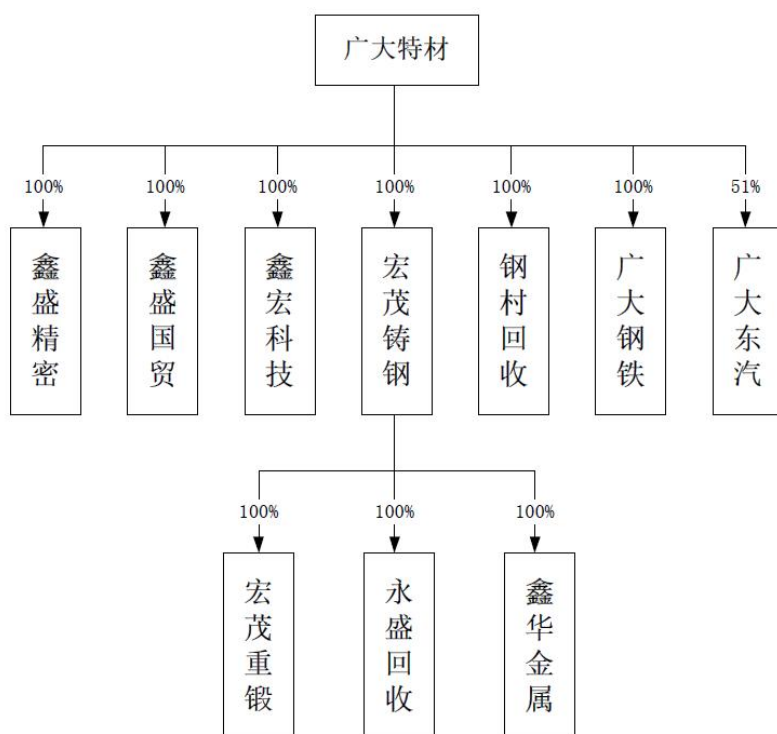 广大特材
100%
100%
100%
100%
100%
100%
51%
鑫盛精密
鑫盛国贸
鑫宏科技
宏茂铸钢
钢村回收
广大钢铁
广大东汽
100%
100%
100%
宏茂重锻
永盛回收
鑫华金属